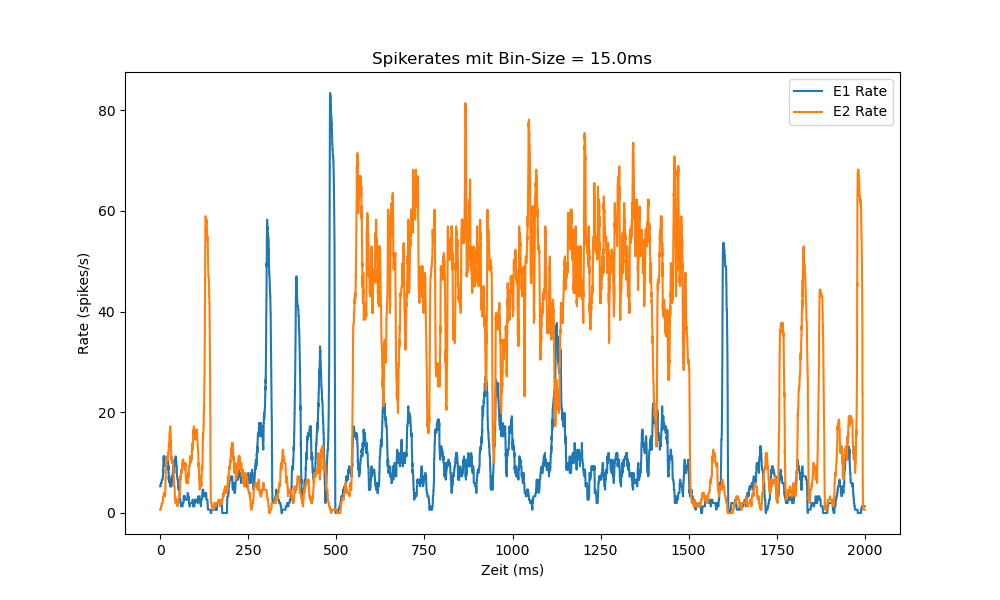 Spikerates mit Bin-Size = 15.0ms
E1 Rate
E2 Rate
80
60
40
20
0
Rate (spikes/s)
0 250 500 750 1000 1250 1500 1750 2000
Zeit (ms)